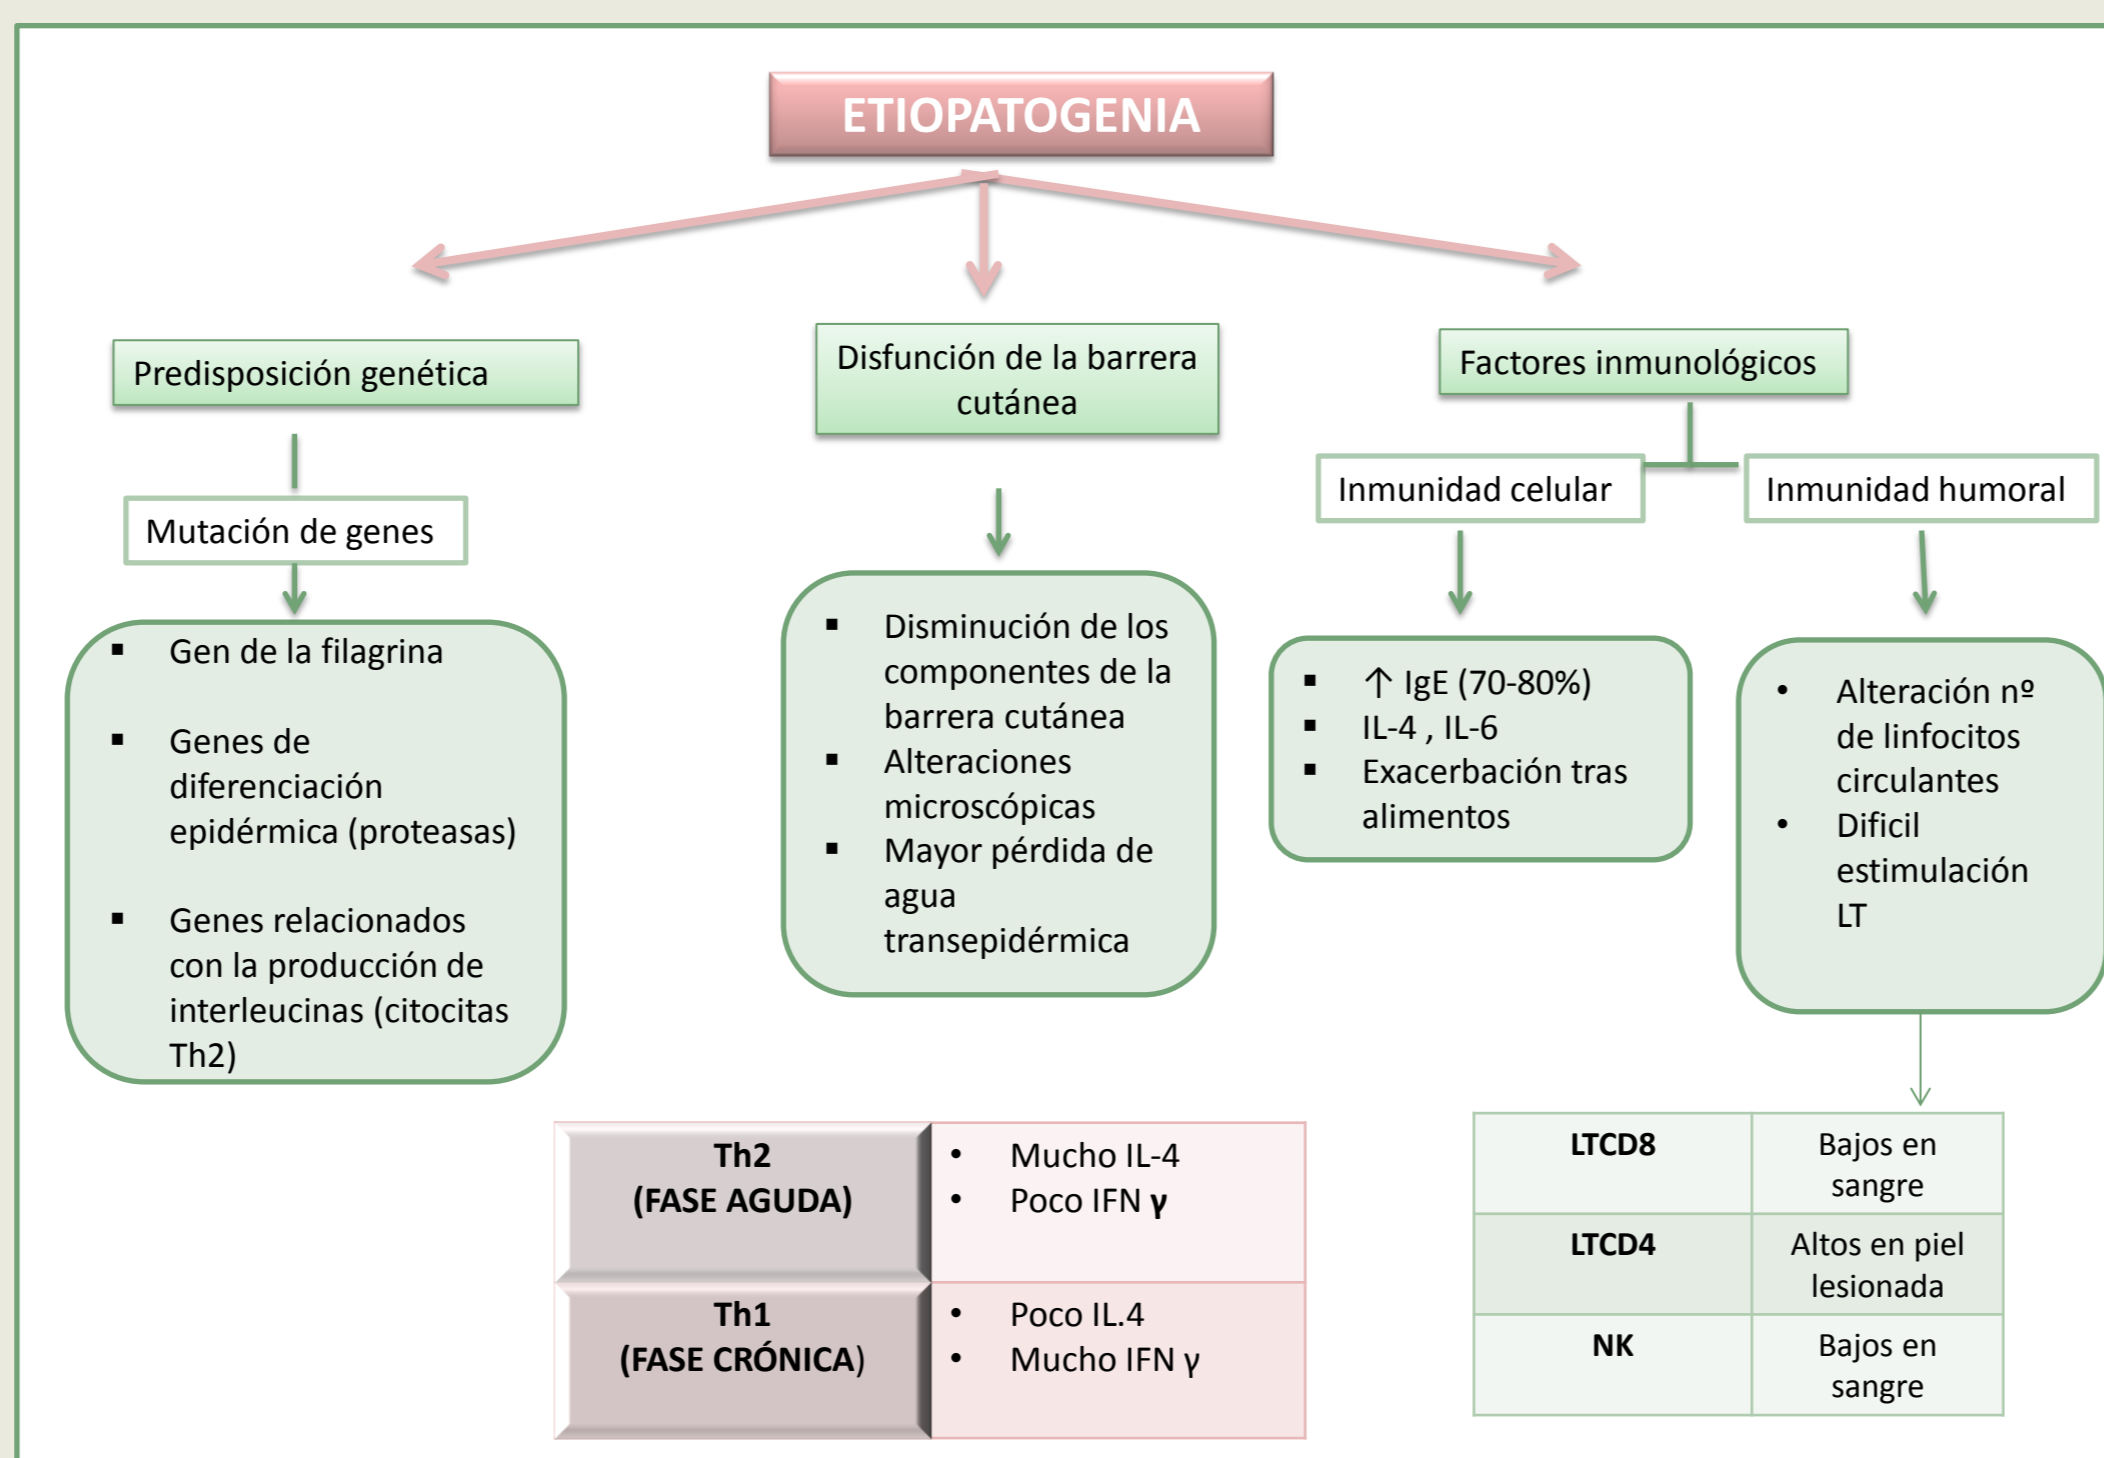 ETIOPATOGENIA
Predisposición genética
Mutación de genes
▪ Gen de la filagrina
▪ Genes de
diferenciación
epidérmica (proteasas)
▪ Genes relacionados
con la producción de
interleucinas (citocitas
Th2)
Disfunción de la barrera
cutánea
▪ Disminución de los
componentes de la
barrera cutánea
▪ Alteraciones
microscópicas
▪ Mayor pérdida de
agua
transepidérmica
Factores inmunológicos
Inmunidad celular
▪ ↑ IgE (70-80%)
▪ IL-4 , IL-6
▪ Exacerbación tras
alimentos
Inmunidad humoral
• Alteración nº
de linfocitos
circulantes
• Dificil
estimulación
LT
Th2
(FASE AGUDA)
• Mucho IL-4
• Poco IFN γ
Th1
(FASE CRÓNICA)
• Poco IL.4
• Mucho IFN γ
LTCD8
Bajos en
sangre
LTCD4
Altos en piel
lesionada
NK
Bajos en
sangre